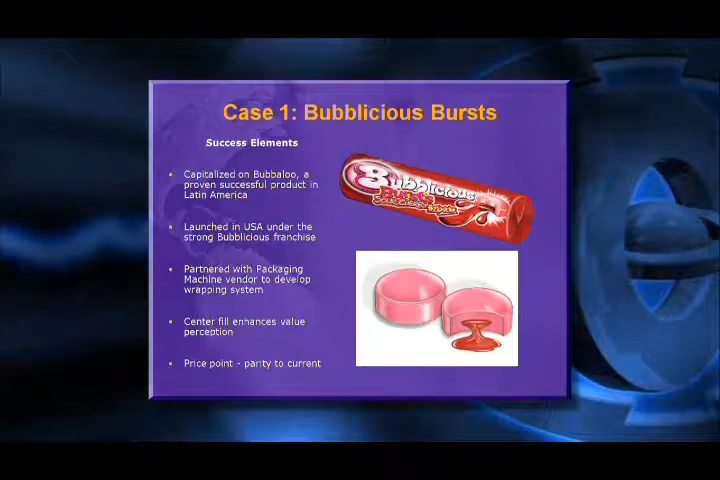 Case 1: Bubblicious Bursts
Success Elements
Capitalized on Bubbaloo, a
proven successful product in
Latin America
Launched in USA under the
strong Bubblicious franchise
Partnered with Packaging
Machine vendor to develop
wrapping system
Center fill enhances value
perception
Price point - parity to current
Bubblicious
Bursts